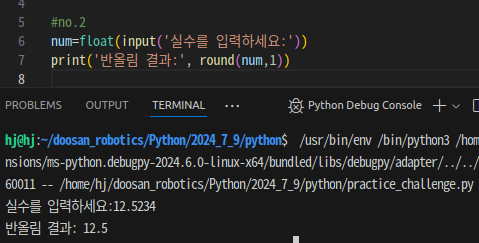 4
5 #no.2
6 num=float(input('실수를 입력하세요:'))
7 print('반올림 결과:', round(num,1))
8
PROBLEMS OUTPUT TERMINAL ··· Python Debug Console
hj@hj:~/doosan_robotics/Python/2024_7_9/python$ /usr/bin/env /bin/python3 /hom
nsions/ms-python.debugpy-2024.6.0-linux-x64/bundled/libs/debugpy/adapter/../../
60011 -- /home/hj/doosan_robotics/Python/2024_7_9/python/practice_challenge.py
실수를 입력하세요:12.5234
반올림 결과: 12.5